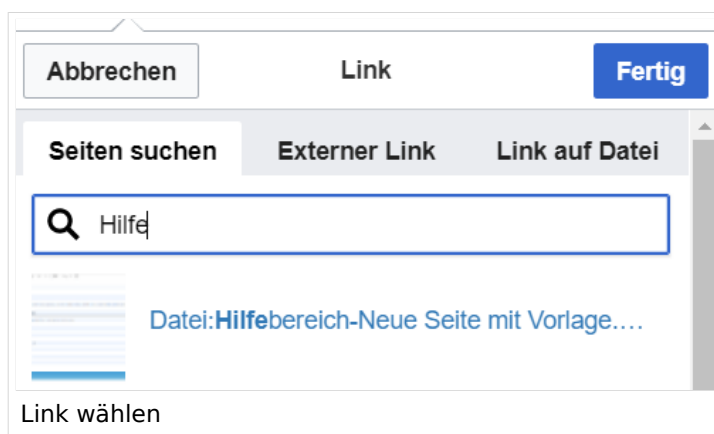 Abbrechen Link Fertig
Seiten suchen Externer Link Link auf Datei
Hilfe
Datei:Hilfebereich-Neue Seite mit Vorlage....
Link wählen